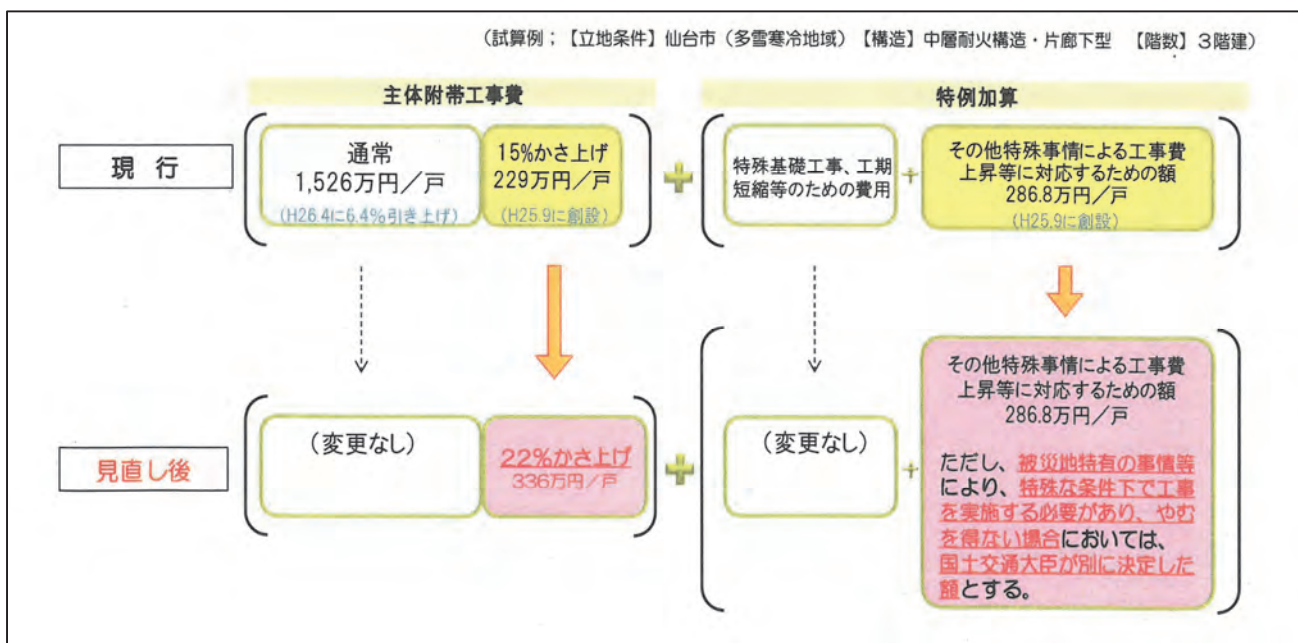 (試算例；【立地条件】仙台市（多雪寒冷地域）【構造】中層耐火構造・片廊下型　【階数】３階建)
主体附帯工事費
特例加算
現　行
通常
1,526万円／戸
(H26.4に6.4%引き上げ)
15%かさ上げ
229万円／戸
(H25.9に創設)
特殊基礎工事、工期
短縮等のための費用
その他特殊事情による工事費
上昇等に対応するための額
286.8万円／戸
(H25.9に創設)
見直し後
（変更なし）
22%かさ上げ
336万円／戸
（変更なし）
その他特殊事情による工事費
上昇等に対応するための額
286.8万円／戸
ただし、被災地特有の事情等
により、特殊な条件下で工事
を実施する必要があり、やむ
を得ない場合においては、
国土交通大臣が別に決定した
額とする。